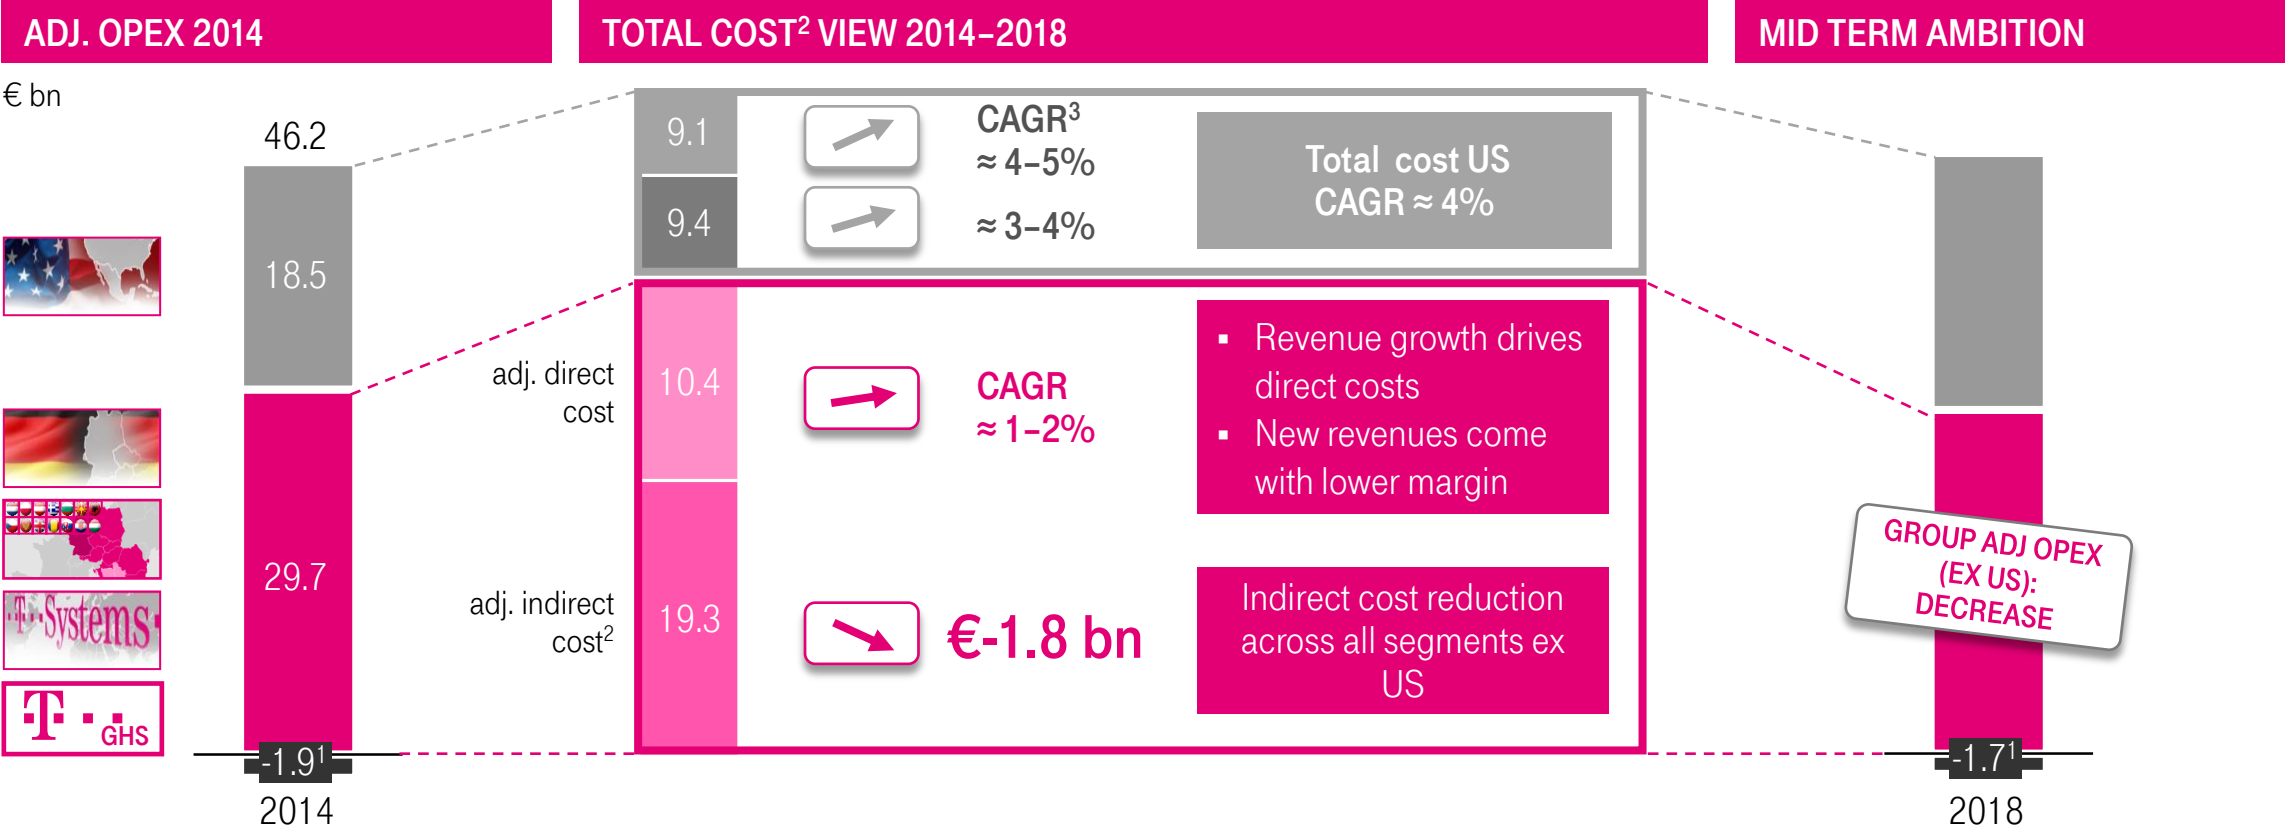 ADJ. OPEX 2014
TOTAL COST² VIEW 2014–2018
MID TERM AMBITION
€ bn
46.2
18.5
29.7
-1.9¹
2014
T··Systems·
T··
GHS
adj. direct
cost
adj. indirect
cost²
9.1
9.4
10.4
19.3
CAGR³
≈ 4–5%
≈ 3–4%
Total cost US
CAGR ≈ 4%
CAGR
≈ 1–2%
▪ Revenue growth drives
direct costs
▪ New revenues come
with lower margin
€-1.8 bn
Indirect cost reduction
across all segments ex
US
GROUP ADJ OPEX
(EX US):
DECREASE
-1.7¹
2018